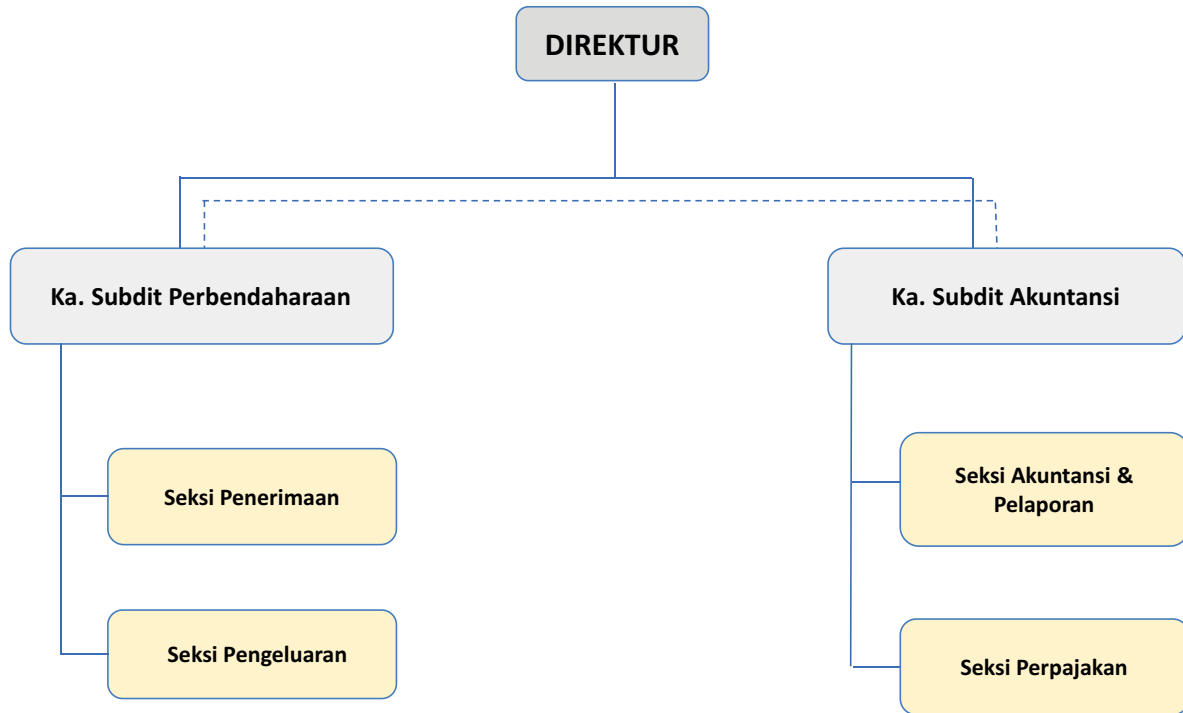 DIREKTUR
Ka. Subdit Perbendaharaan
Ka. Subdit Akuntansi
Seksi Penerimaan
Seksi Akuntansi &
Pelaporan
Seksi Pengeluaran
Seksi Perpajakan